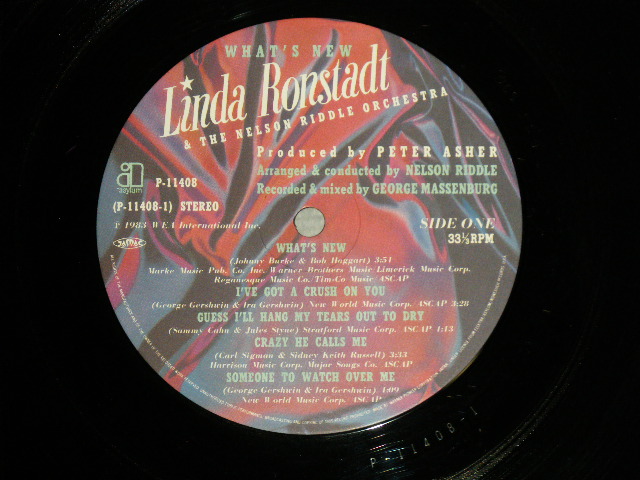 WHAT'S NEW
Linda Ronstadt
& THE NELSON RIDDLE ORCHESTRA
Produced by PETER ASHER
Arranged & conducted by NELSON RIDDLE
Recorded & mixed by GEORGE MASSENBURG
asylum
P-11408
(P-11408-1) STEREO
℗ 1983 WEA International Inc.
SIDE ONE
33⅓RPM
WHAT'S NEW
(Johnny Burke & Bob Haggart) 3:51
Marke Music Pub. Co. Inc. Warner Brothers Music Limerick Music Corp.
Reganesque Music Co. Tim-Co Music ASCAP
I'VE GOT A CRUSH ON YOU
(George Gershwin & Ira Gershwin) New World Music Corp. ASCAP 3:28
GUESS I'LL HANG MY TEARS OUT TO DRY
(Sammy Cahn & Jules Styne) Stratford Music Corp. ASCAP 4:13
CRAZY HE CALLS ME
(Carl Sigman & Sidney Keith Russell) 3:33
Harrison Music Corp. Major Songs Co. ASCAP
SOMEONE TO WATCH OVER ME
(George Gershwin & Ira Gershwin) 4:09
New World Music Corp. ASCAP
P-11408-1